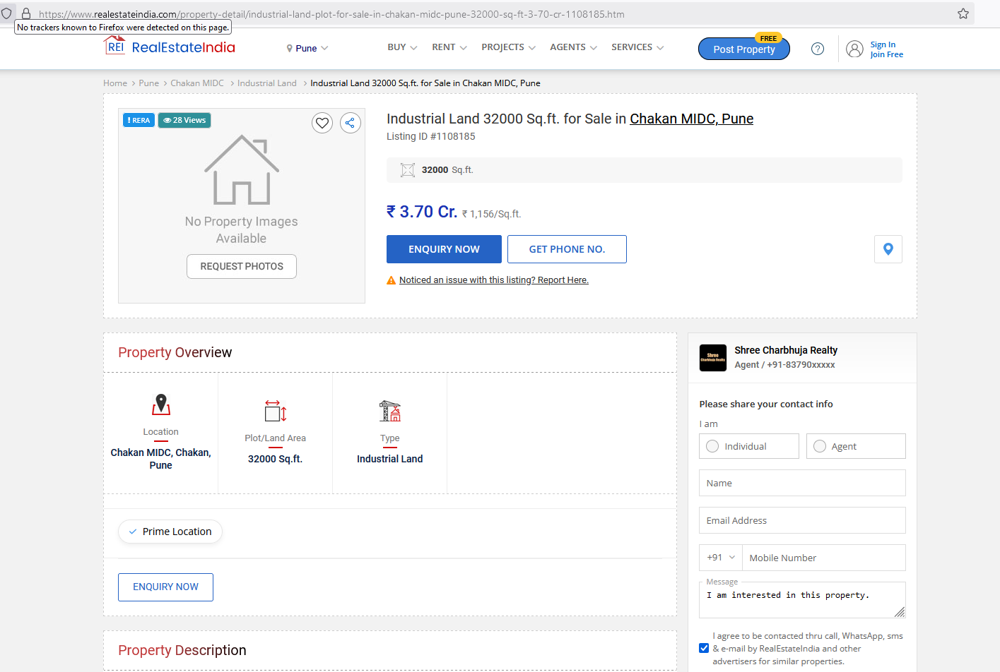 https://www.realestateindia.com/property-detail/industrial-land-plot-for-sale-in-chakan-midc-pune-32000-sq-ft-3-70-cr-1108185.htm
No trackers known to Firefox were detected on this page.
REI RealEstateIndia
Pune
BUY RENT PROJECTS AGENTS SERVICES
FREE
Post Property
?
Sign In
Join Free
Home > Pune > Chakan MIDC > Industrial Land > Industrial Land 32000 Sq.ft. for Sale in Chakan MIDC, Pune
! RERA
28 Views
No Property Images
Available
REQUEST PHOTOS
Industrial Land 32000 Sq.ft. for Sale in Chakan MIDC, Pune
Listing ID #1108185
32000 Sq.ft.
₹ 3.70 Cr. ₹ 1,156/Sq.ft.
ENQUIRY NOW
GET PHONE NO.
Noticed an issue with this listing? Report Here.
Property Overview
Location
Chakan MIDC, Chakan,
Pune
Plot/Land Area
32000 Sq.ft.
Type
Industrial Land
Prime Location
ENQUIRY NOW
Property Description
Shree
Charbhuja Realty
Shree Charbhuja Realty
Agent / +91-83790xxxxx
Please share your contact info
I am
Individual
Agent
Name
Email Address
+91
Mobile Number
Message
I am interested in this property.
I agree to be contacted thru call, WhatsApp, sms
& e-mail by RealEstateIndia and other
advertisers for similar properties.